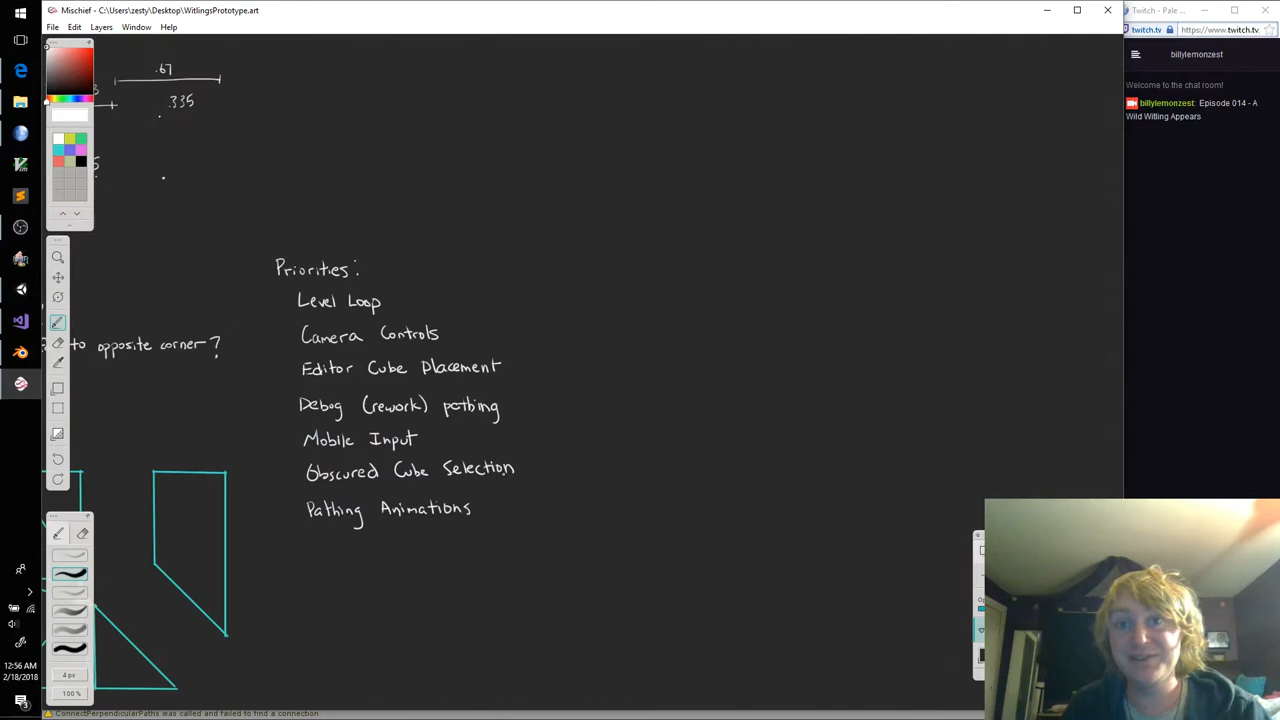 Mischief - C:\Users\zesty\Desktop\WitlingsPrototype.art
File Edit Layers Window Help
Twitch - Pale
twitch.tv https://www.twitch.tv
billylemonzest
Welcome to the chat room!
billylemonzest: Episode 014 - A
Wild Witling Appears
.67
.335
Priorities:
Level Loop
Camera Controls
to opposite corner?
Editor Cube Placement
Debug (rework) pathing
Mobile Input
Obscured Cube Selection
Pathing Animations
4 px
100 %
12:56 AM
2/18/2018
ConnectPerpendicularPaths was called and failed to find a connection